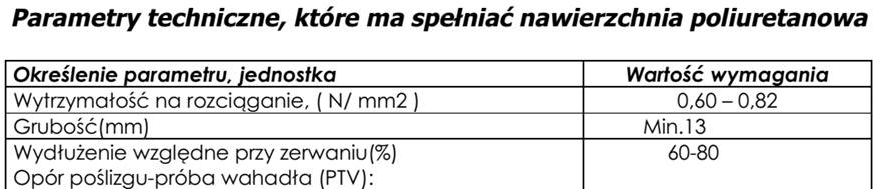 Parametry techniczne, które ma spełniać nawierzchnia poliuretanowa
Określenie parametru, jednostka Wartość wymagania
Wytrzymałość na rozciąganie, ( N/ mm2 ) 0,60 – 0,82
Grubość(mm) Min.13
Wydłużenie względne przy zerwaniu(%) 60-80
Opór poślizgu-próba wahadła (PTV):